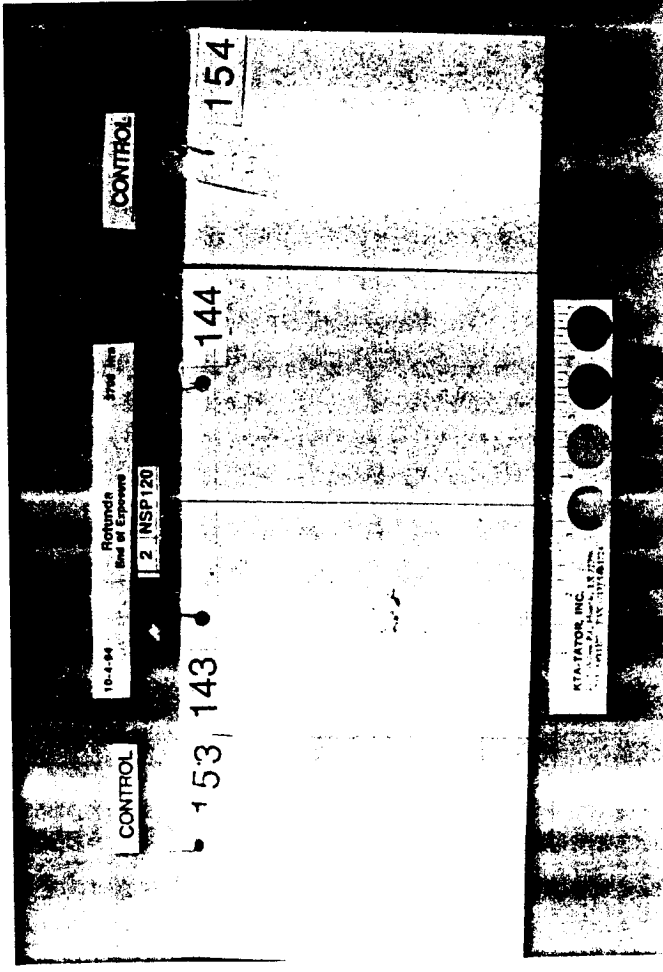 CONTROL
CONTROL
10-4-94 Rotunda
End of Exposure
2 NSP120
153 143 144 154
KTA-TATOR, INC.